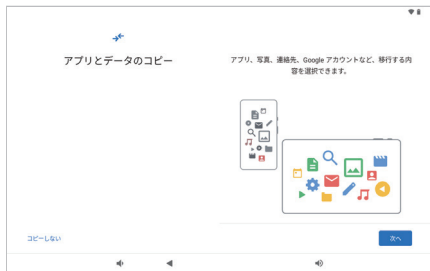 アプリとデータのコピー
アプリ、写真、連絡先、Google アカウントなど、移行する内
容を選択できます。
コピーしない
次へ